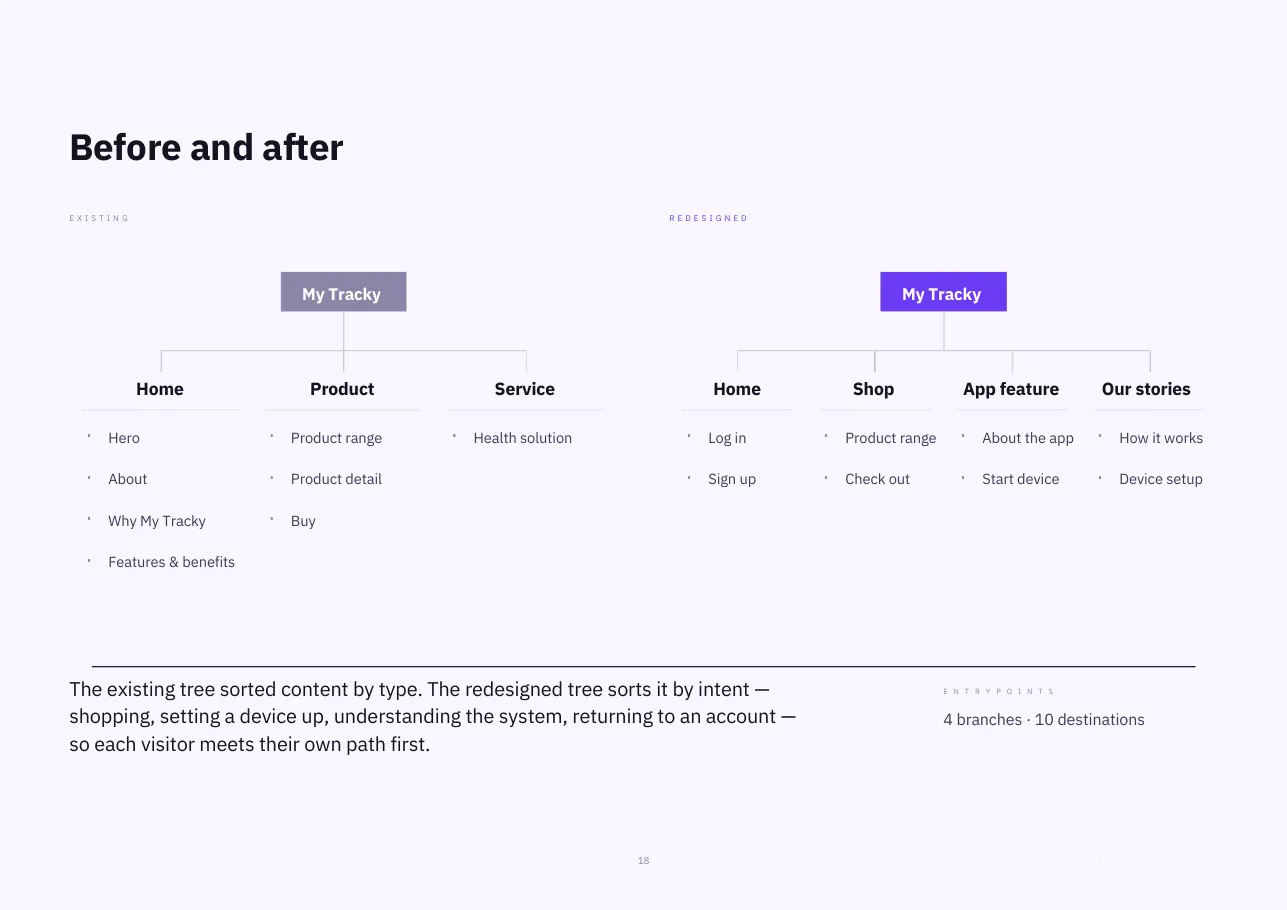 Before and after
EXISTING
My Tracky
Home
Hero
About
Why My Tracky
Features & benefits
Product
Product range
Product detail
Buy
Service
Health solution
REDESIGNED
My Tracky
Home
Log in
Sign up
Shop
Product range
Check out
App feature
About the app
Start device
Our stories
How it works
Device setup
The existing tree sorted content by type. The redesigned tree sorts it by intent —
shopping, setting a device up, understanding the system, returning to an account —
so each visitor meets their own path first.
ENTRYPOINTS
4 branches · 10 destinations
18